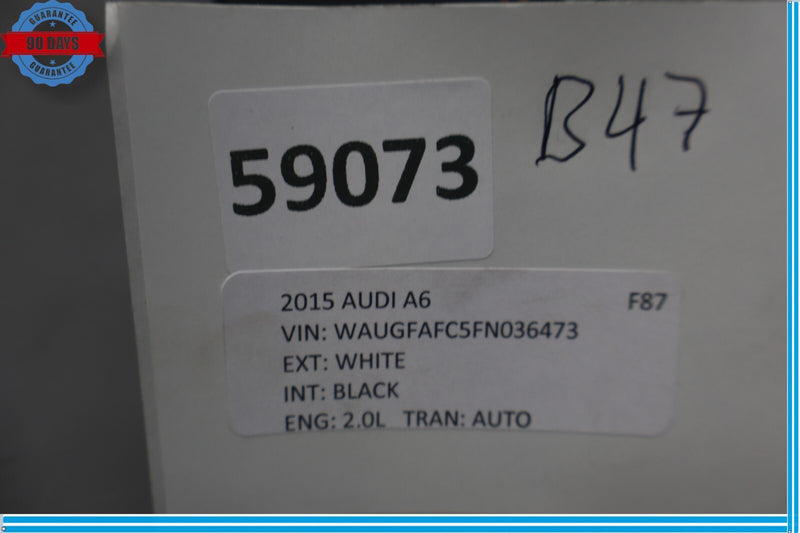 GUARANTEE
90 DAYS
GUARANTEE
B47
59073
2015 AUDI A6 F87
VIN: WAUGFAFC5FN036473
EXT: WHITE
INT: BLACK
ENG: 2.0L TRAN: AUTO